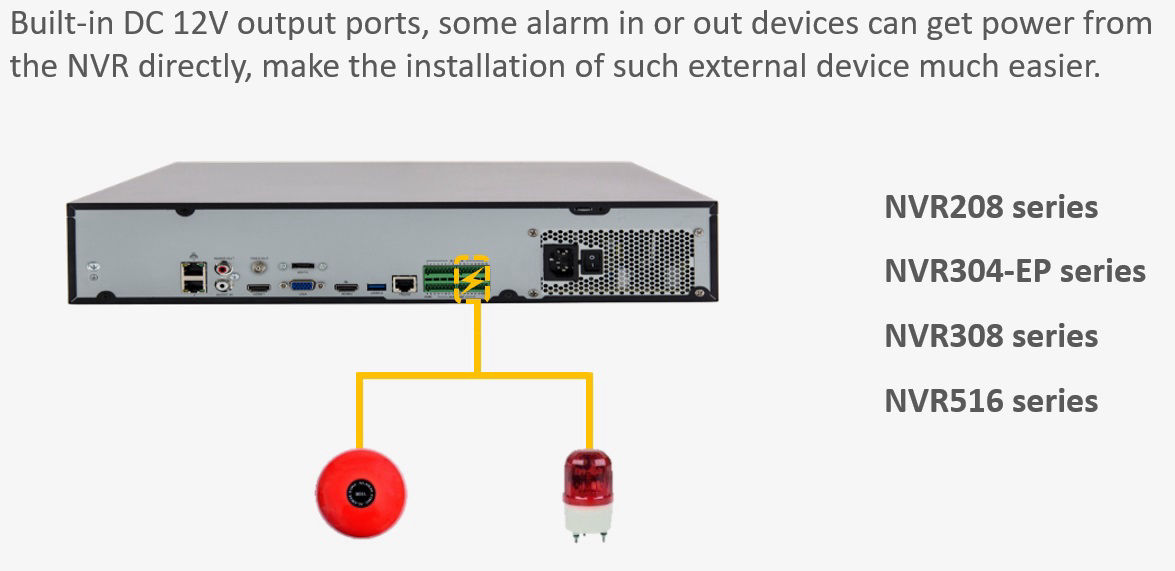 Built-in DC 12V output ports, some alarm in or out devices can get power from
the NVR directly, make the installation of such external device much easier.
NVR208 series
NVR304-EP series
NVR308 series
NVR516 series